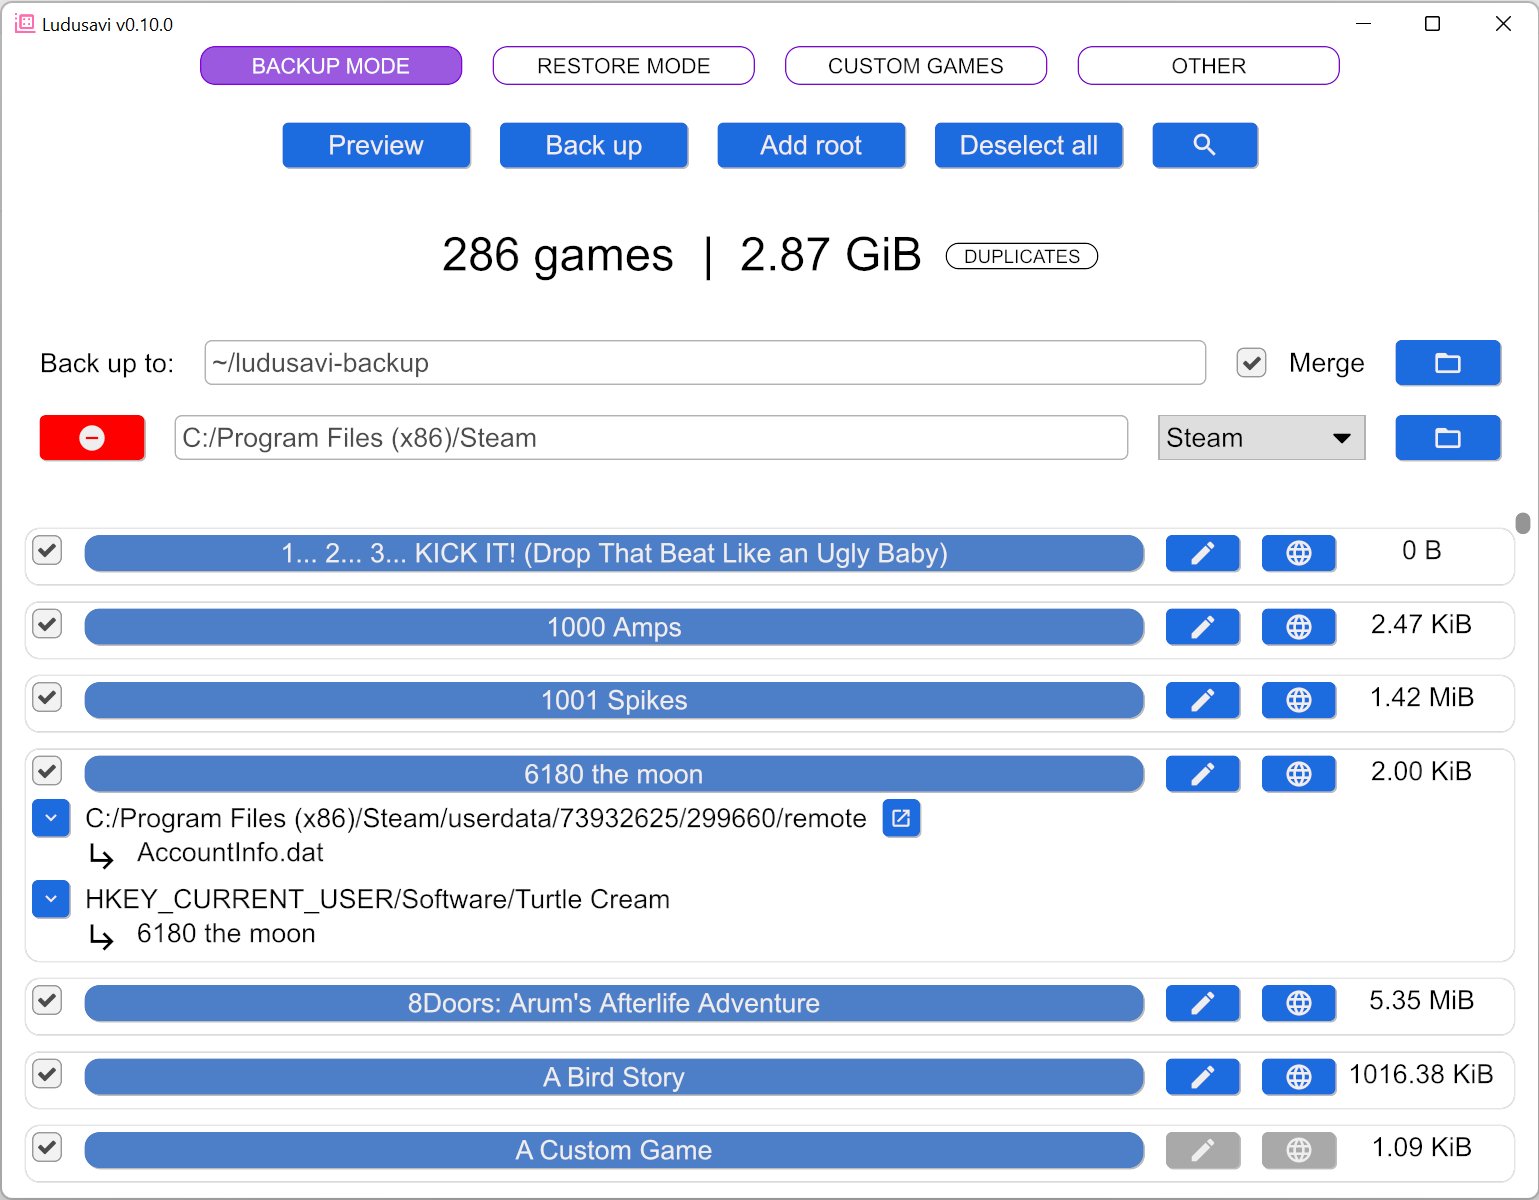 Ludusavi v0.10.0
BACKUP MODE RESTORE MODE CUSTOM GAMES OTHER
Preview Back up Add root Deselect all
286 games | 2.87 GiB DUPLICATES
Back up to: ~/ludusavi-backup Merge
C:/Program Files (x86)/Steam Steam
1... 2... 3... KICK IT! (Drop That Beat Like an Ugly Baby) 0 B
1000 Amps 2.47 KiB
1001 Spikes 1.42 MiB
6180 the moon 2.00 KiB
C:/Program Files (x86)/Steam/userdata/73932625/299660/remote
AccountInfo.dat
HKEY_CURRENT_USER/Software/Turtle Cream
6180 the moon
8Doors: Arum's Afterlife Adventure 5.35 MiB
A Bird Story 1016.38 KiB
A Custom Game 1.09 KiB